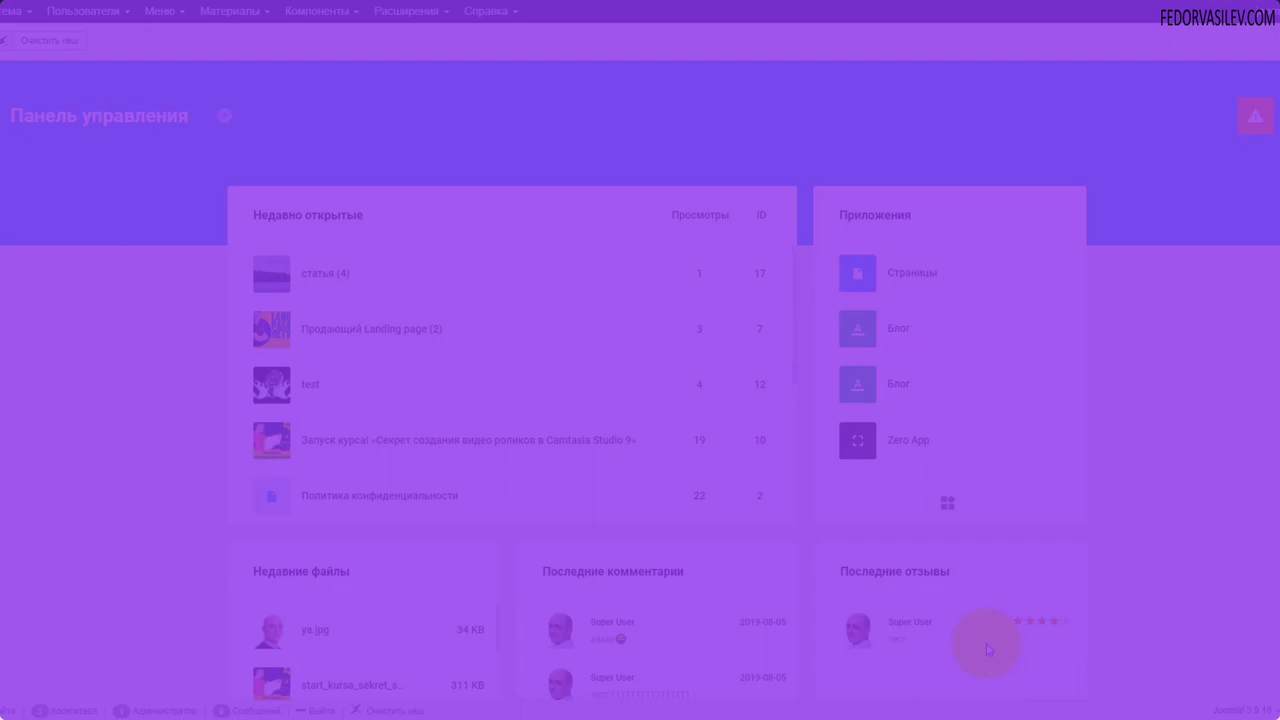 Пользователи Меню Материалы Компоненты Расширения Справка
FEDORVASILEV.COM
Очистить кеш
Панель управления
Недавно открытые Просмотры ID
статья (4) 1 17
Продающий Landing page (2) 3 7
test 4 12
Запуск курса! «Секрет создания видео роликов в Camtasia Studio 9» 19 10
Политика конфиденциальности 22 2
Приложения
Страницы
Блог
Блог
Zero App
Недавние файлы
ya.jpg 34 KB
start_kursa_sekret_s... 311 KB
Последние комментарии
Super User 2019-08-05
Super User 2019-08-05
Последние отзывы
Super User
тест
Администратор Сообщений Выйти Очистить кеш